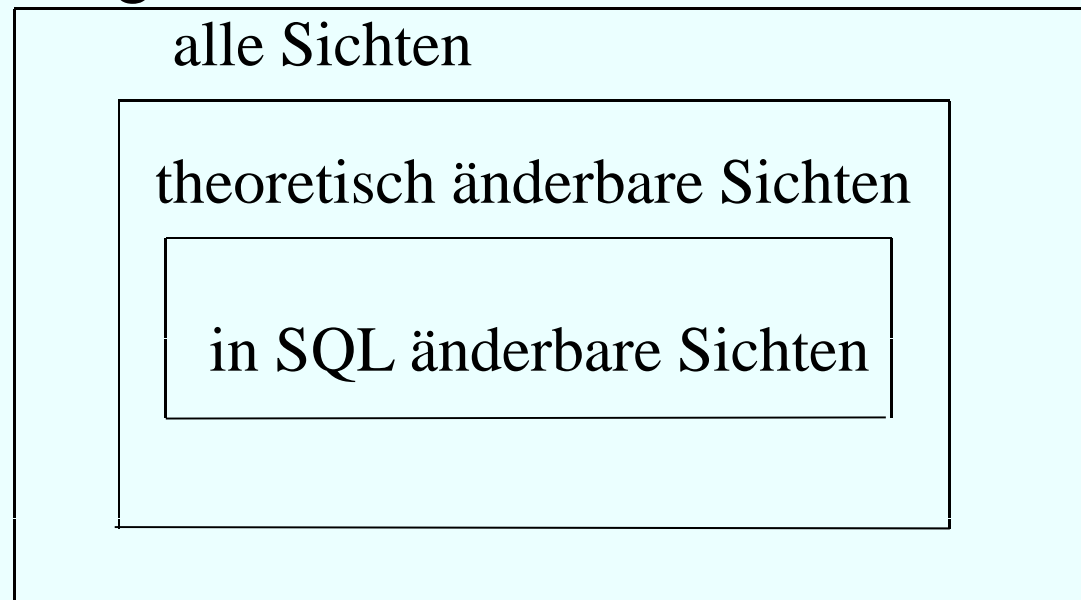 alle Sichten
theoretisch änderbare Sichten
in SQL änderbare Sichten